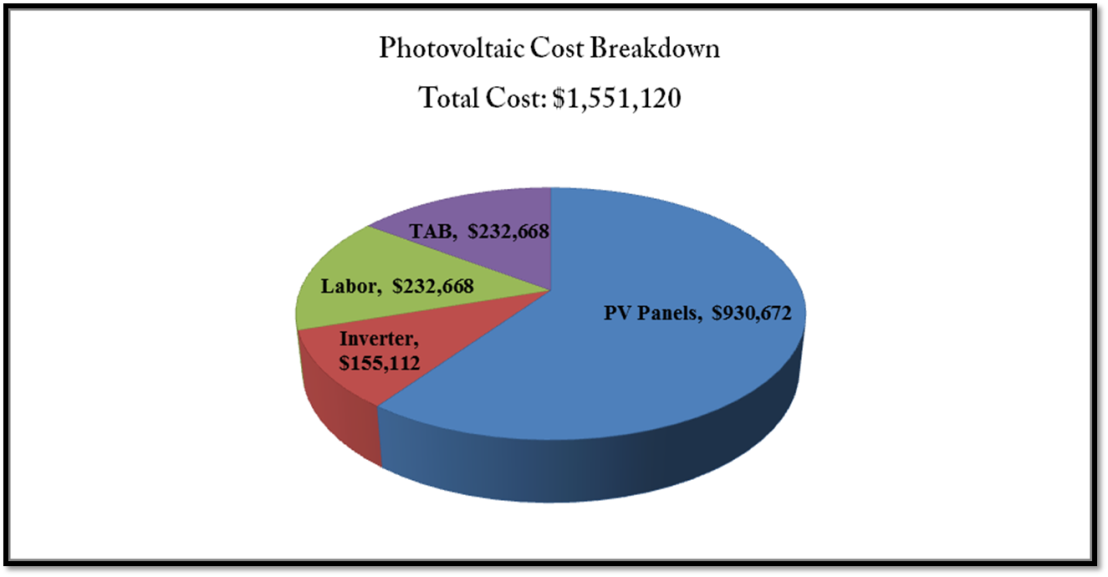 Photovoltaic Cost Breakdown
Total Cost: $1,551,120
TAB,  $232,668
Labor,  $232,668
PV Panels,  $930,672
Inverter,
$155,112